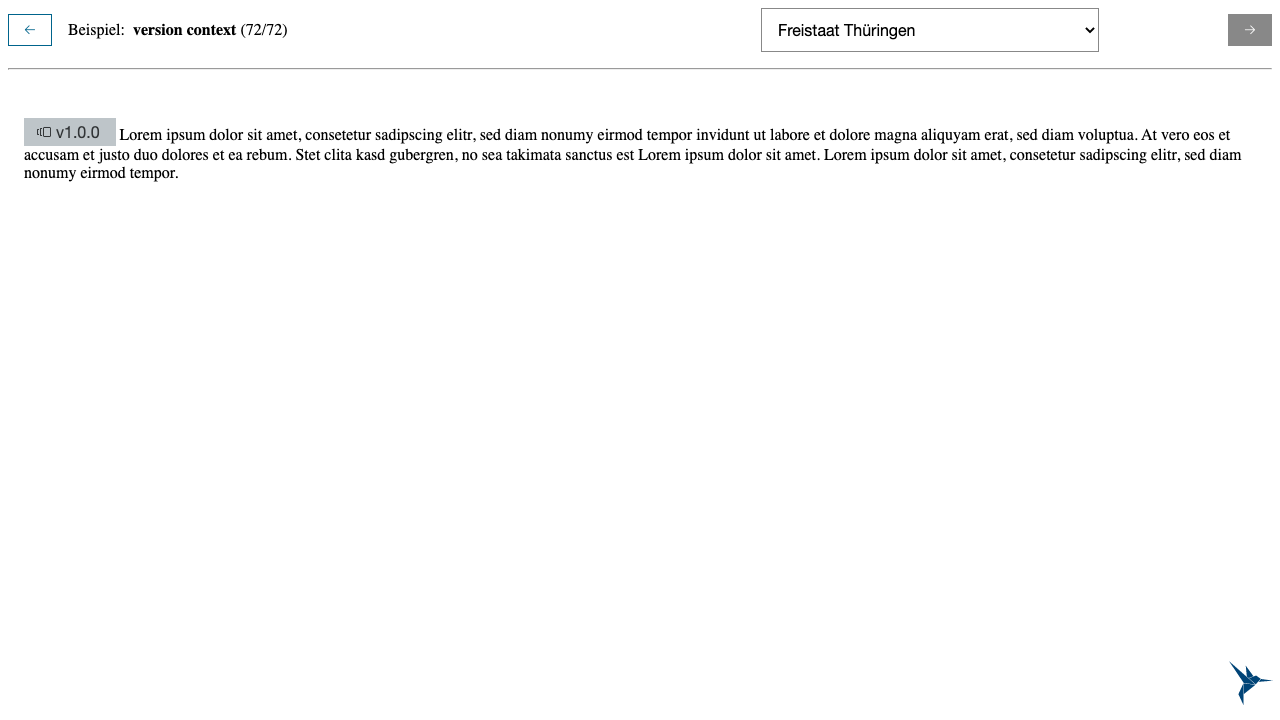 ← Beispiel: version context (72/72) Freistaat Thüringen →
v1.0.0 Lorem ipsum dolor sit amet, consetetur sadipscing elitr, sed diam nonumy eirmod tempor invidunt ut labore et dolore magna aliquyam erat, sed diam voluptua. At vero eos et
accusam et justo duo dolores et ea rebum. Stet clita kasd gubergren, no sea takimata sanctus est Lorem ipsum dolor sit amet. Lorem ipsum dolor sit amet, consetetur sadipscing elitr, sed diam
nonumy eirmod tempor.